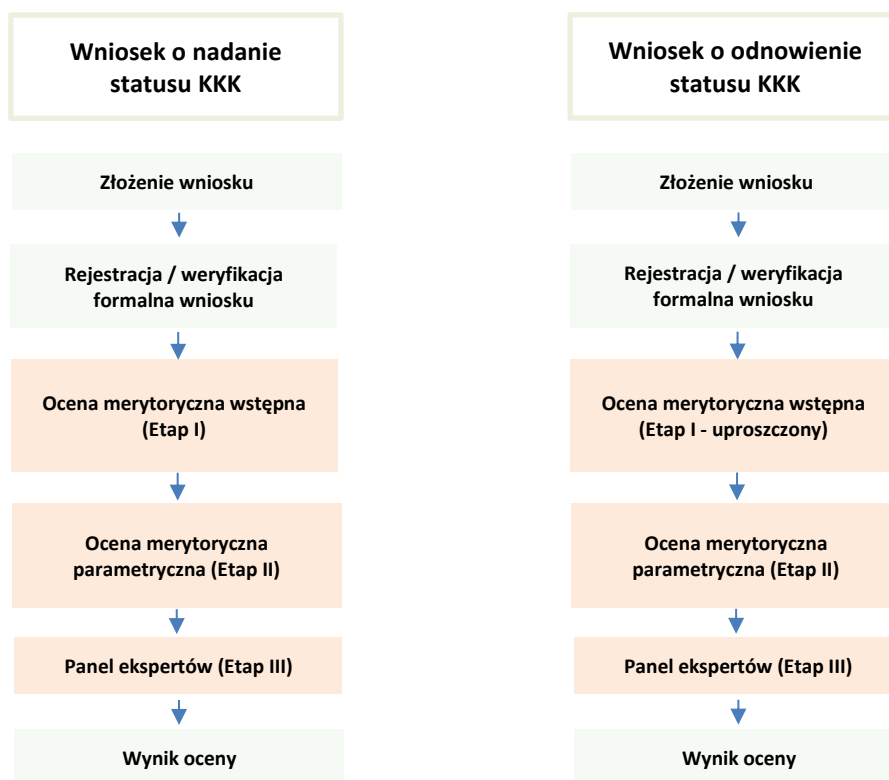 Wniosek o nadanie
statusu KKK
Złożenie wniosku
Rejestracja / weryfikacja
formalna wniosku
Ocena merytoryczna wstępna
(Etap I)
Ocena merytoryczna
parametryczna (Etap II)
Panel ekspertów (Etap III)
Wynik oceny
Wniosek o odnowienie
statusu KKK
Złożenie wniosku
Rejestracja / weryfikacja
formalna wniosku
Ocena merytoryczna wstępna
(Etap I - uproszczony)
Ocena merytoryczna
parametryczna (Etap II)
Panel ekspertów (Etap III)
Wynik oceny